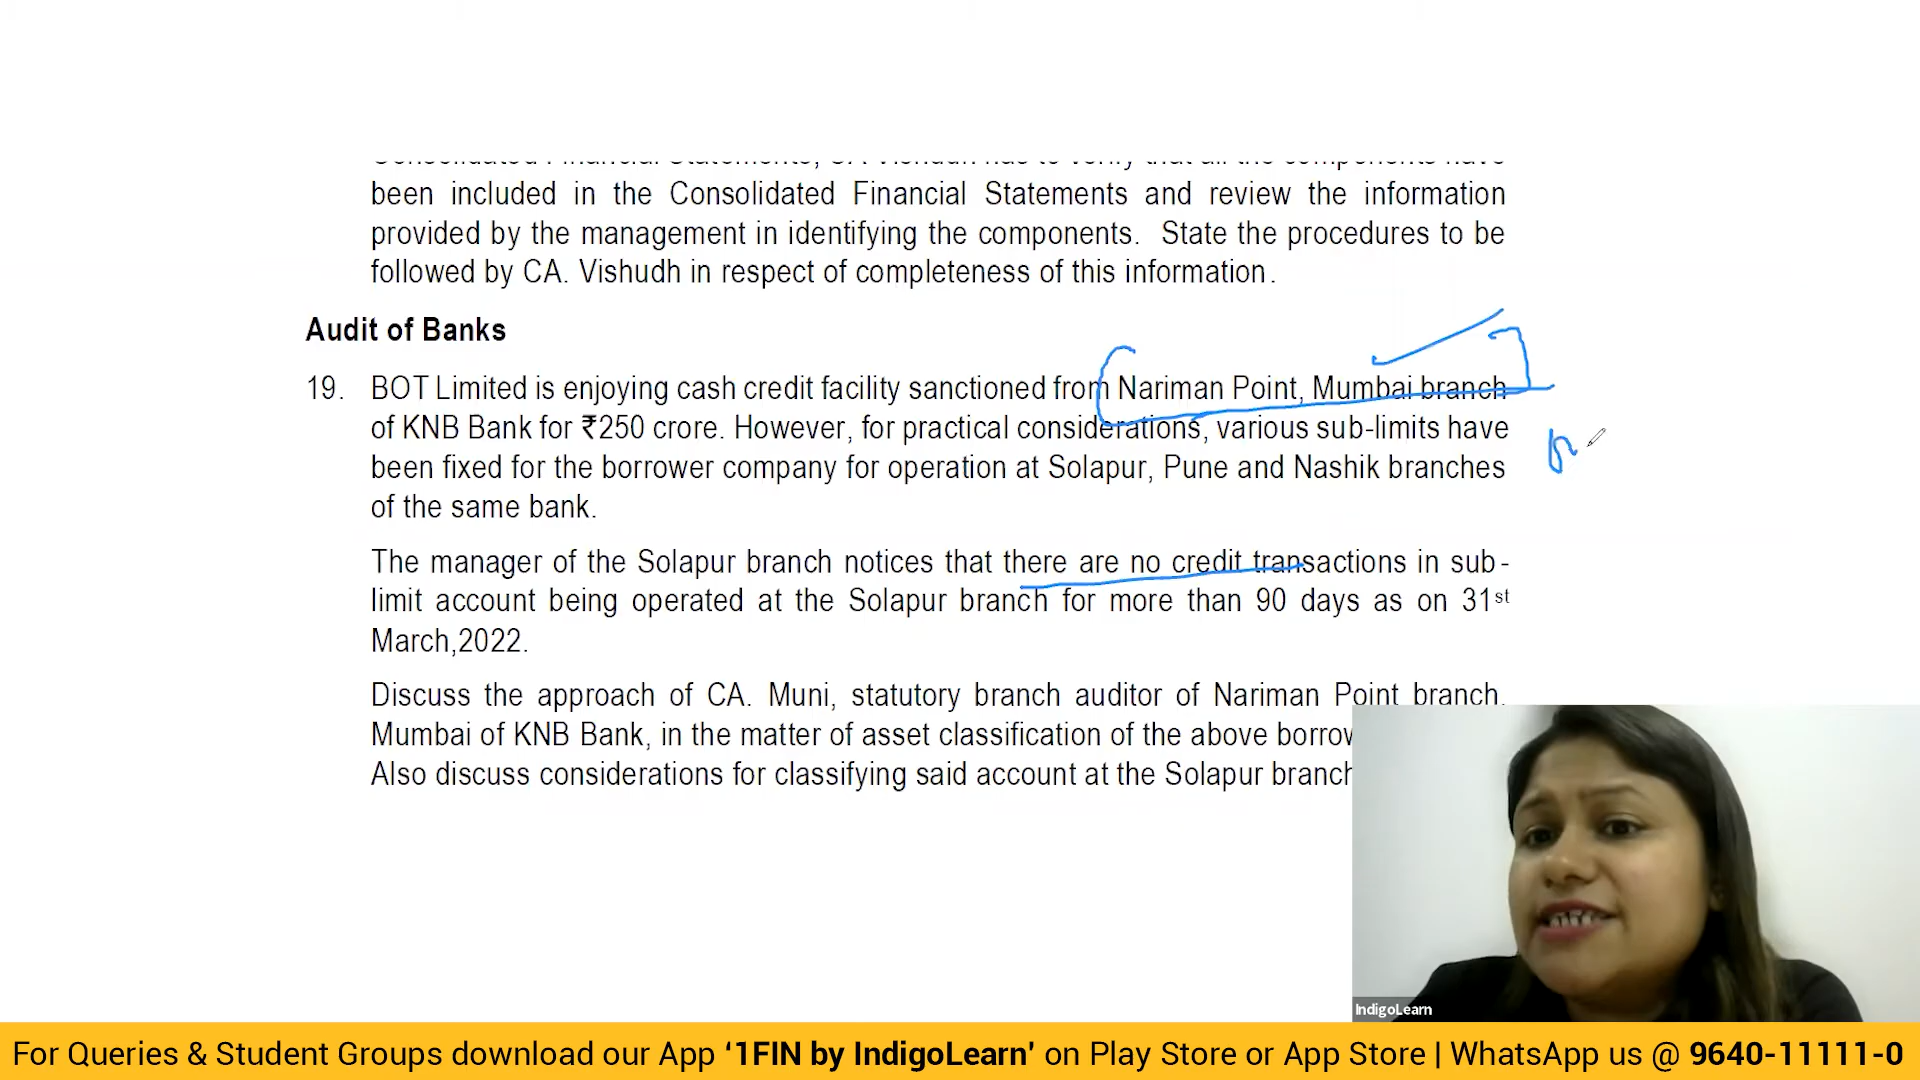 been included in the Consolidated Financial Statements and review the information
provided by the management in identifying the components. State the procedures to be
followed by CA. Vishudh in respect of completeness of this information.
Audit of Banks
19. BOT Limited is enjoying cash credit facility sanctioned from Nariman Point, Mumbai branch
of KNB Bank for ₹250 crore. However, for practical considerations, various sub-limits have
been fixed for the borrower company for operation at Solapur, Pune and Nashik branches
of the same bank.
The manager of the Solapur branch notices that there are no credit transactions in sub-
limit account being operated at the Solapur branch for more than 90 days as on 31st
March,2022.
Discuss the approach of CA. Muni, statutory branch auditor of Nariman Point branch,
Mumbai of KNB Bank, in the matter of asset classification of the above
Also discuss considerations for classifying said account at the Solapur branch
IndigoLearn
For Queries & Student Groups download our App ‘1FIN by IndigoLearn' on Play Store or App Store | WhatsApp us @ 9640-11111-0